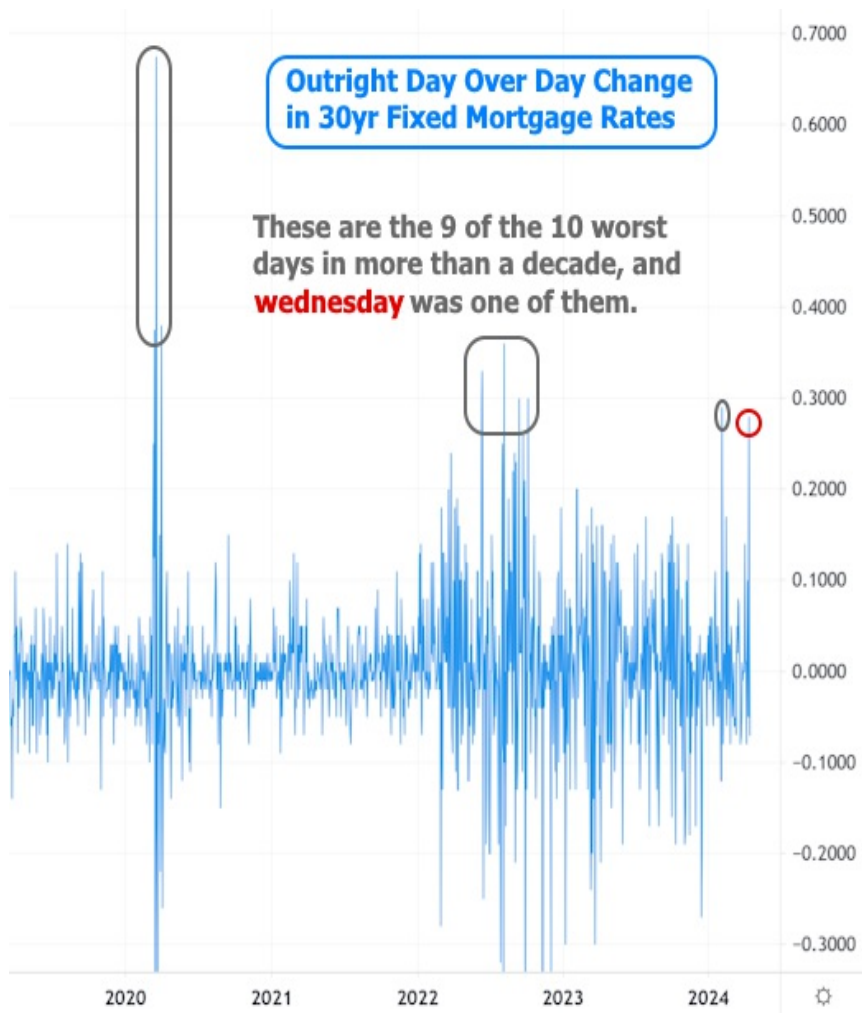 Outright Day Over Day Change
in 30yr Fixed Mortgage Rates
These are the 9 of the 10 worst
days in more than a decade, and
wednesday was one of them.
0.7000
0.6000
0.5000
0.4000
0.3000
0.2000
0.1000
0.0000
−0.1000
−0.2000
−0.3000
2020 2021 2022 2023 2024